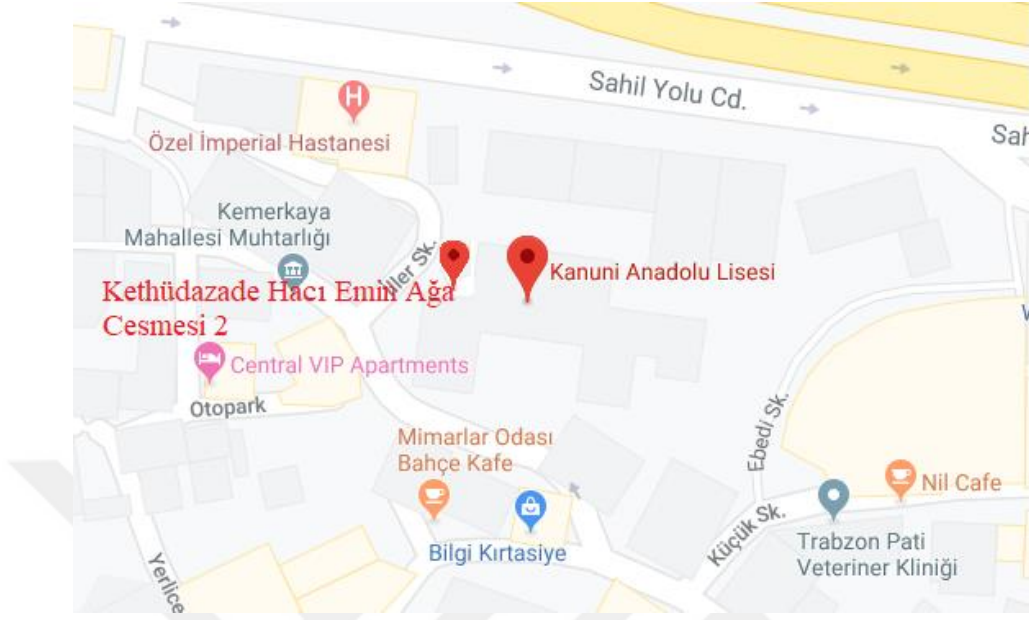 Sahil Yolu Cd.
Sah
Özel İmperial Hastanesi
Kemerkaya
Mahallesi Muhtarlığı
iller Sk.
Kanuni Anadolu Lisesi
Kethüdazade Hacı Emin Ağa
Cesmesi 2
Central VIP Apartments
Otopark
Ebedi Sk.
Mimarlar Odası
Bahçe Kafe
Nil Cafe
Bilgi Kırtasiye
Küçük Sk.
Trabzon Pati
Veteriner Kliniği
Yerlice